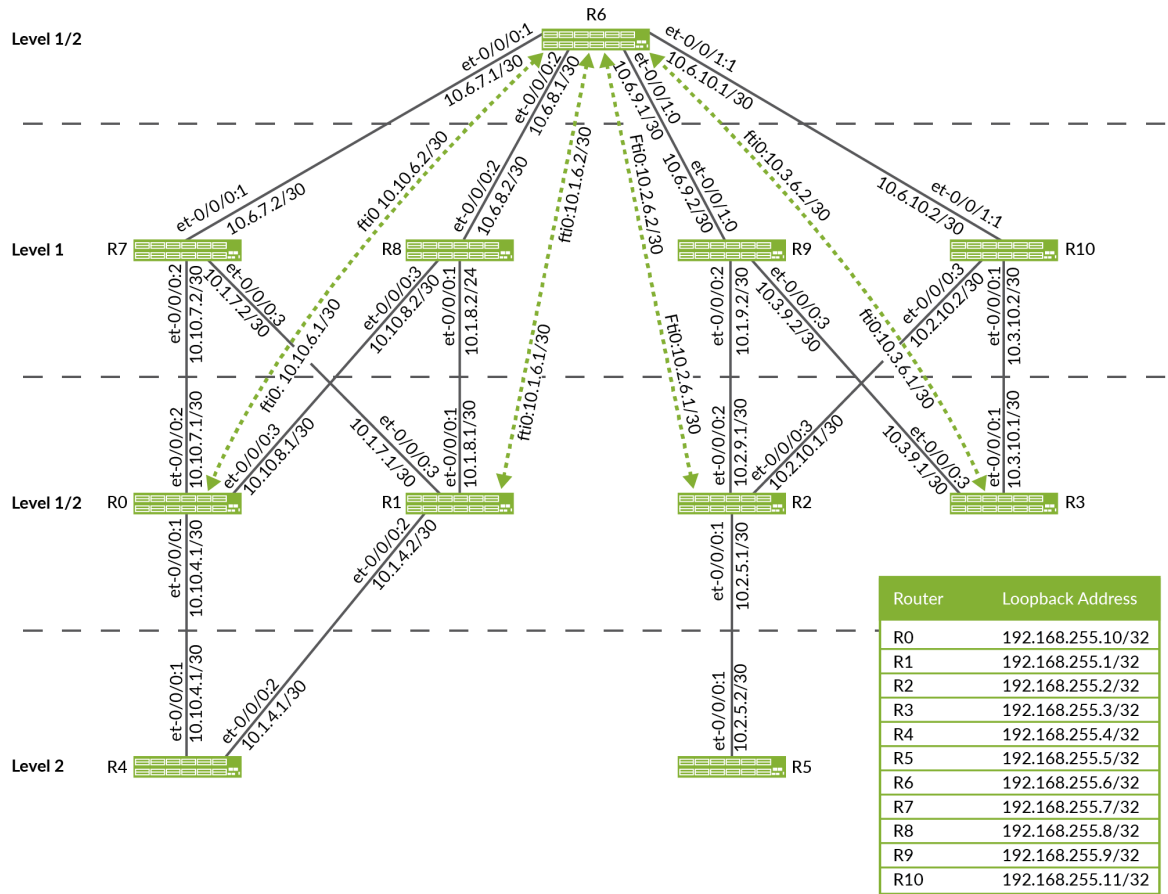 R6
Level 1/2
et-0/0/0:1
10.6.7.1/30
et-0/0/0:2
10.6.8.1/30
et-0/0/1:0
10.6.9.1/30
et-0/0/1:1
10.6.10.1/30
fti0 10:10.6.2/30
fti0:10.1.6.2/30
Fti0:10.2.6.2/30
fti0:10.3.6.2/30
et-0/0/0:1
10.6.7.2/30
et-0/0/0:2
10.6.8.2/30
et-0/0/1:0
10.6.9.2/30
et-0/0/1:1
10.6.10.2/30
Level 1
R7
R8
R9
R10
et-0/0/0:2
10.10.7.2/30
et-0/0/0:3
10.1.7.2/30
et-0/0/0:3
10.10.8.2/30
et-0/0/0:1
10.1.8.2/24
et-0/0/0:2
10.1.9.2/30
et-0/0/0:3
10.3.9.2/30
et-0/0/0:3
10.2.10.2/30
et-0/0/0:1
10.3.10.2/30
fti0: 10.10.6.1/30
fti0:10.1.6.1/30
Fti0:10.2.6.1/30
fti0:10.3.6.1/30
et-0/0/0:2
10.10.7.1/30
et-0/0/0:3
10.10.8.1/30
et-0/0/0:3
10.1.7.1/30
et-0/0/0:1
10.1.8.1/30
et-0/0/0:2
10.2.9.1/30
et-0/0/0:3
10.2.10.1/30
et-0/0/0:3
10.3.9.1/30
et-0/0/0:1
10.3.10.1/30
Level 1/2
R0
R1
R2
R3
et-0/0/0:1
10.10.4.1/30
et-0/0/0:2
10.1.4.2/30
et-0/0/0:1
10.2.5.1/30
et-0/0/0:1
10.10.4.1/30
et-0/0/0:2
10.1.4.1/30
et-0/0/0:1
10.2.5.2/30
Level 2
R4
R5
Router Loopback Address
R0 192.168.255.10/32
R1 192.168.255.1/32
R2 192.168.255.2/32
R3 192.168.255.3/32
R4 192.168.255.4/32
R5 192.168.255.5/32
R6 192.168.255.6/32
R7 192.168.255.7/32
R8 192.168.255.8/32
R9 192.168.255.9/32
R10 192.168.255.11/32